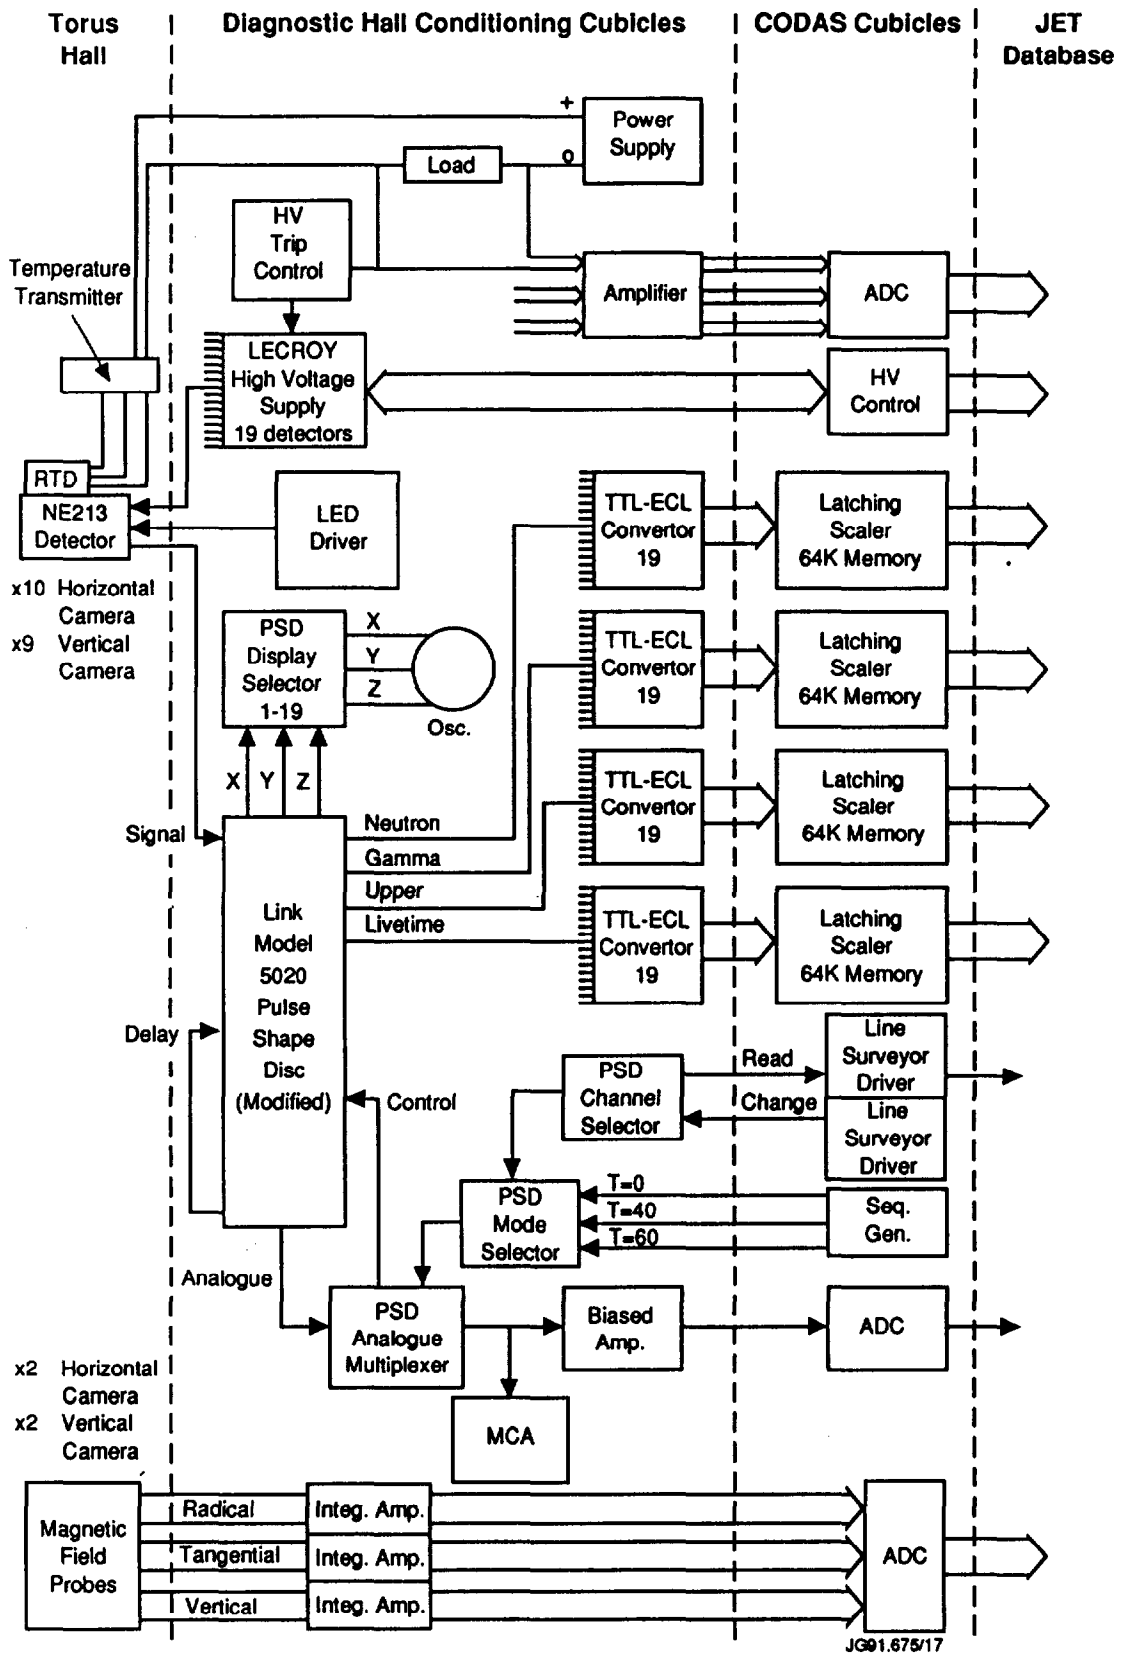 Torus
Hall
Diagnostic Hall Conditioning Cubicles
CODAS Cubicles
JET
Database
+
Power
Supply
o
Load
HV
Trip
Control
Temperature
Transmitter
Amplifier
ADC
LECROY
High Voltage
Supply
19 detectors
HV
Control
RTD
NE213
Detector
LED
Driver
TTL-ECL
Convertor
19
Latching
Scaler
64K Memory
x10 Horizontal
Camera
x9 Vertical
Camera
PSD
Display
Selector
1-19
X
Y
Z
Osc.
TTL-ECL
Convertor
19
Latching
Scaler
64K Memory
X Y Z
TTL-ECL
Convertor
19
Latching
Scaler
64K Memory
Signal
Neutron
Gamma
Upper
Livetime
TTL-ECL
Convertor
19
Latching
Scaler
64K Memory
Link
Model
5020
Pulse
Shape
Disc
(Modified)
Delay
Control
PSD
Channel
Selector
Read
Change
Line
Surveyor
Driver
Line
Surveyor
Driver
PSD
Mode
Selector
T=0
T=40
T=60
Seq.
Gen.
Analogue
PSD
Analogue
Multiplexer
Biased
Amp.
ADC
MCA
x2 Horizontal
Camera
x2 Vertical
Camera
Magnetic
Field
Probes
Radical
Tangential
Vertical
Integ. Amp.
Integ. Amp.
Integ. Amp.
ADC
JG91.675/17